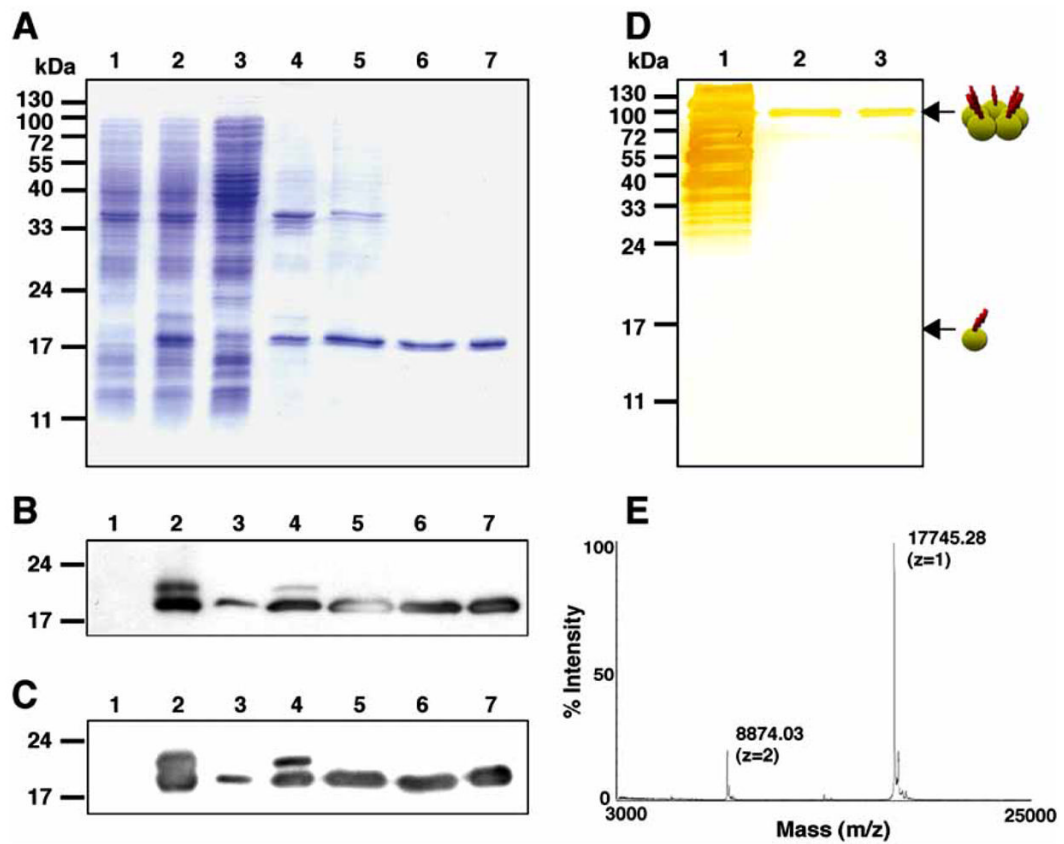 A
kDa
1 2 3 4 5 6 7
130
100
72
55
40
33
24
17
11
B
1 2 3 4 5 6 7
24
17
C
1 2 3 4 5 6 7
24
17
D
kDa
1 2 3
130
100
72
55
40
33
24
17
11
E
100
50
0
% Intensity
17745.28
(z=1)
8874.03
(z=2)
3000
25000
Mass (m/z)